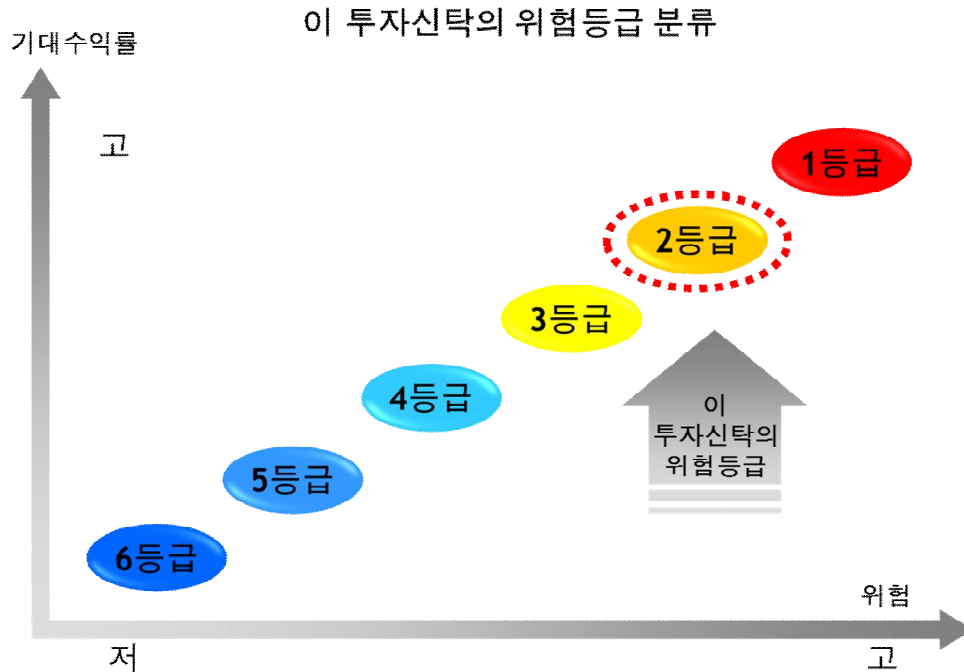 이 투자신탁의 위험등급 분류
기대수익률
고
1등급
2등급
3등급
4등급
5등급
6등급
이
투자신탁의
위험등급
위험
저
고